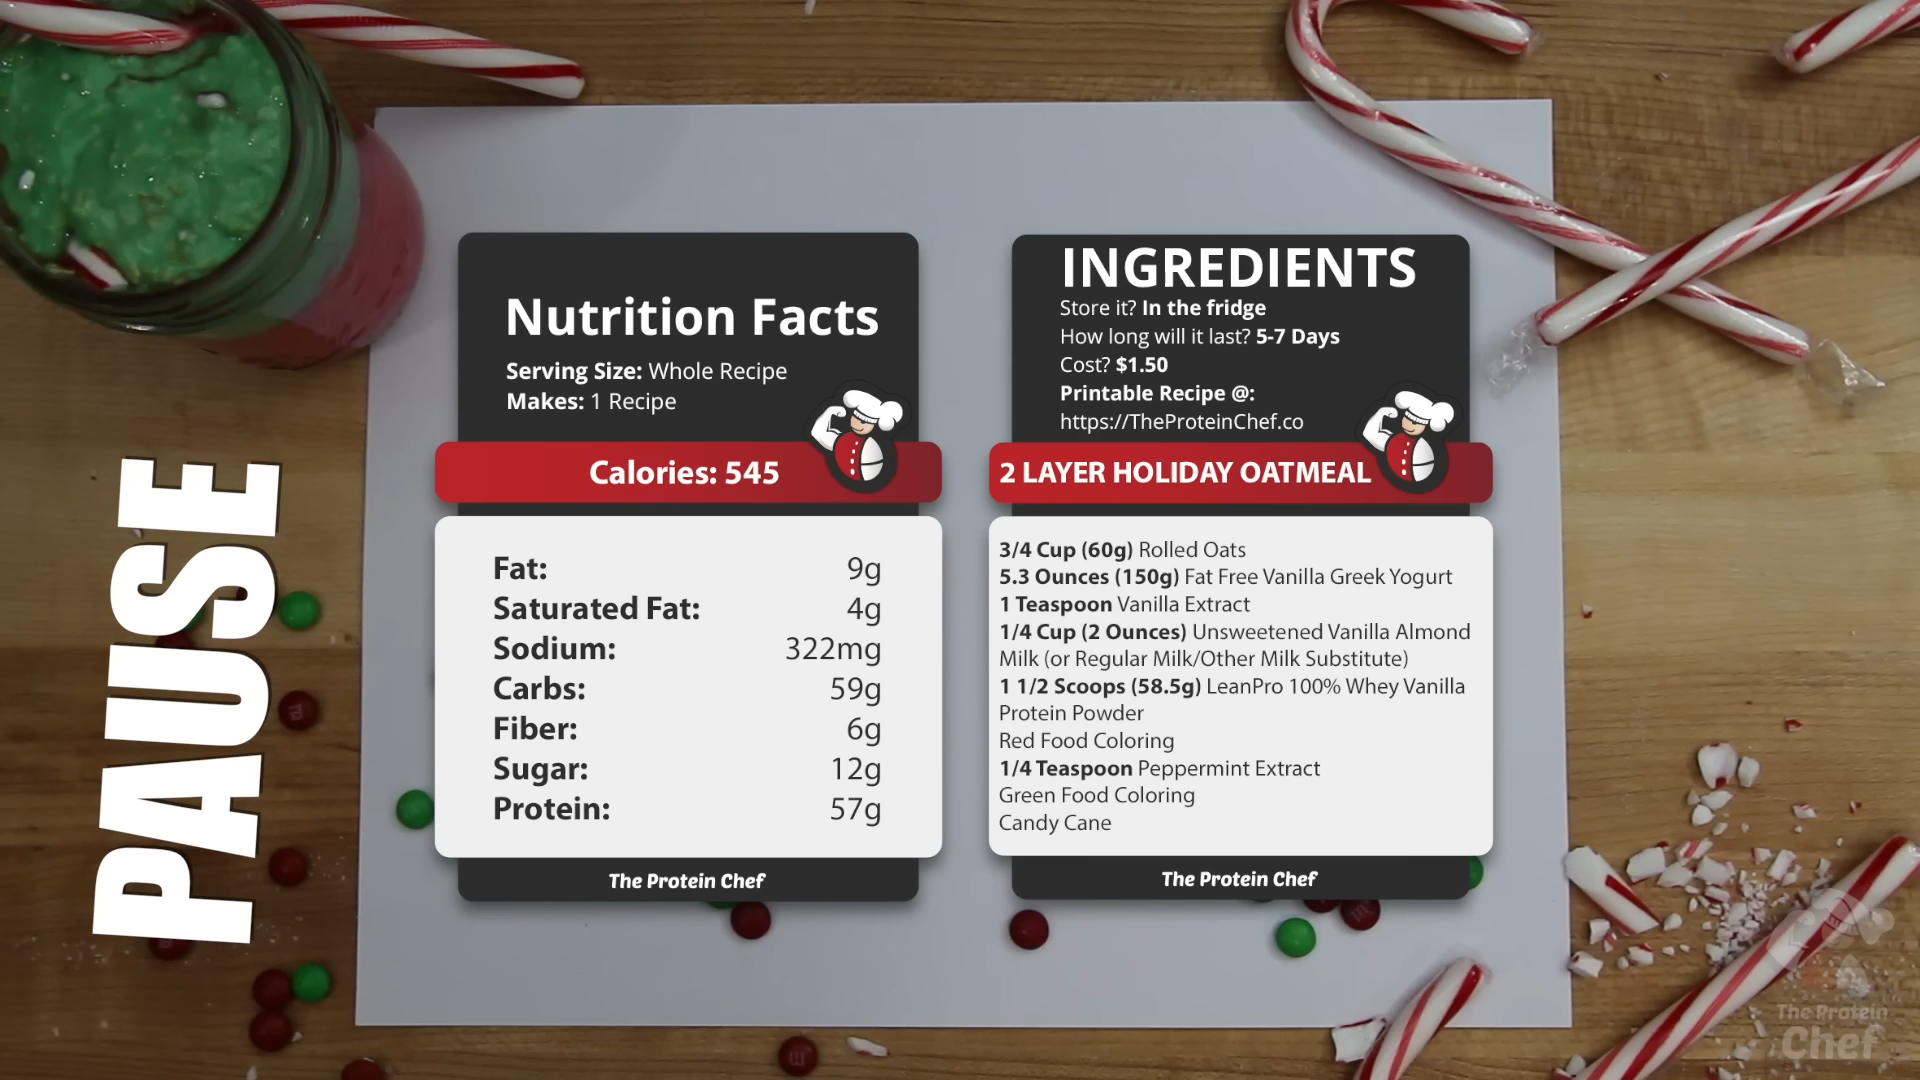 PAUSE
Nutrition Facts
Serving Size: Whole Recipe
Makes: 1 Recipe
Calories: 545
Fat: 9g
Saturated Fat: 4g
Sodium: 322mg
Carbs: 59g
Fiber: 6g
Sugar: 12g
Protein: 57g
The Protein Chef
INGREDIENTS
Store it? In the fridge
How long will it last? 5-7 Days
Cost? $1.50
Printable Recipe @:
https://TheProteinChef.co
2 LAYER HOLIDAY OATMEAL
3/4 Cup (60g) Rolled Oats
5.3 Ounces (150g) Fat Free Vanilla Greek Yogurt
1 Teaspoon Vanilla Extract
1/4 Cup (2 Ounces) Unsweetened Vanilla Almond
Milk (or Regular Milk/Other Milk Substitute)
1 1/2 Scoops (58.5g) LeanPro 100% Whey Vanilla
Protein Powder
Red Food Coloring
1/4 Teaspoon Peppermint Extract
Green Food Coloring
Candy Cane
The Protein Chef
The Protein
Chef